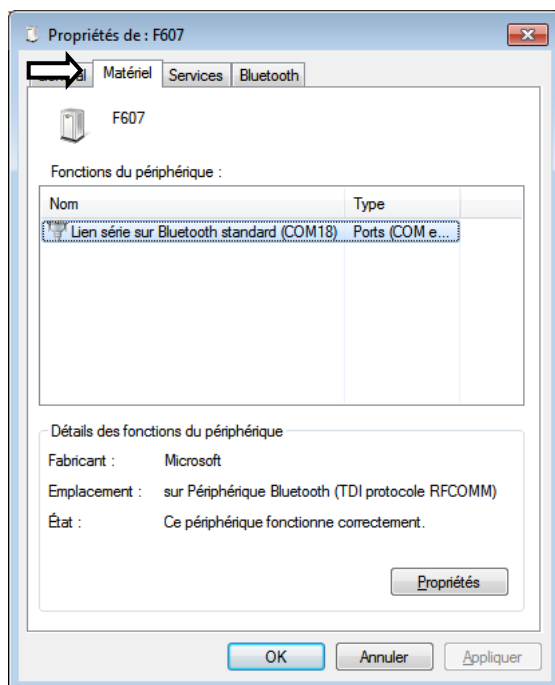 Propriétés de : F607
Matériel Services Bluetooth
F607
Fonctions du périphérique :
Nom Type
Lien série sur Bluetooth standard (COM18) Ports (COM e...
Détails des fonctions du périphérique
Fabricant : Microsoft
Emplacement : sur Périphérique Bluetooth (TDI protocole RFCOMM)
État : Ce périphérique fonctionne correctement.
Propriétés
OK Annuler Appliquer